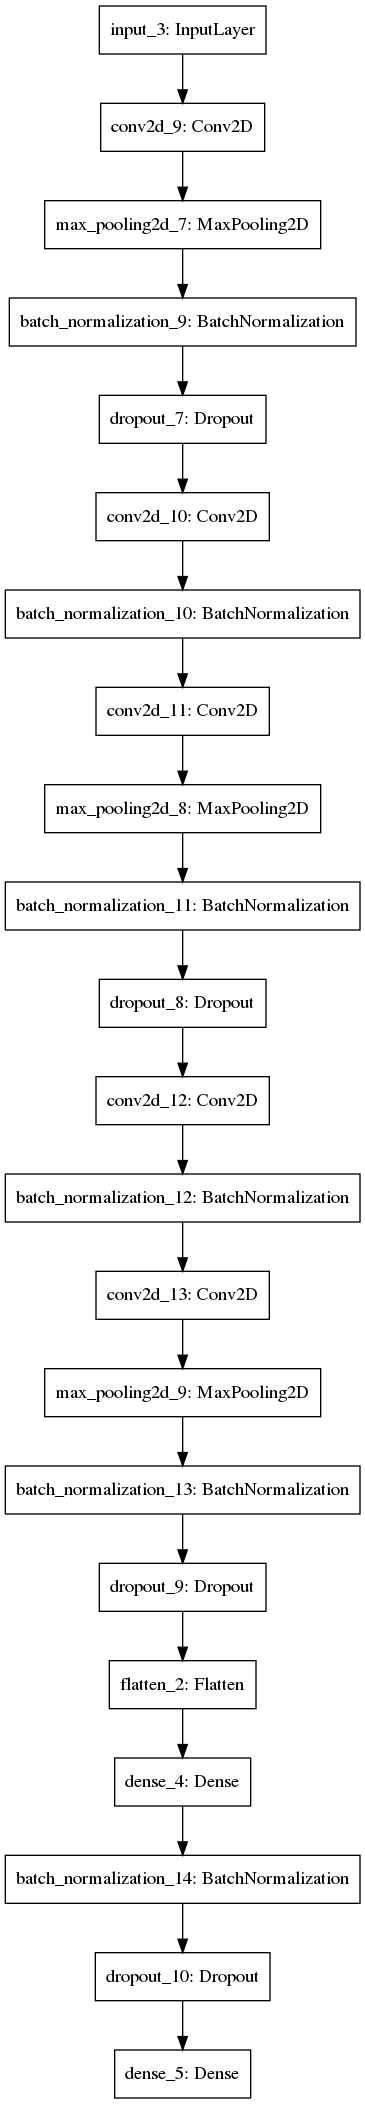 input_3: InputLayer
conv2d_9: Conv2D
max_pooling2d_7: MaxPooling2D
batch_normalization_9: BatchNormalization
dropout_7: Dropout
conv2d_10: Conv2D
batch_normalization_10: BatchNormalization
conv2d_11: Conv2D
max_pooling2d_8: MaxPooling2D
batch_normalization_11: BatchNormalization
dropout_8: Dropout
conv2d_12: Conv2D
batch_normalization_12: BatchNormalization
conv2d_13: Conv2D
max_pooling2d_9: MaxPooling2D
batch_normalization_13: BatchNormalization
dropout_9: Dropout
flatten_2: Flatten
dense_4: Dense
batch_normalization_14: BatchNormalization
dropout_10: Dropout
dense_5: Dense